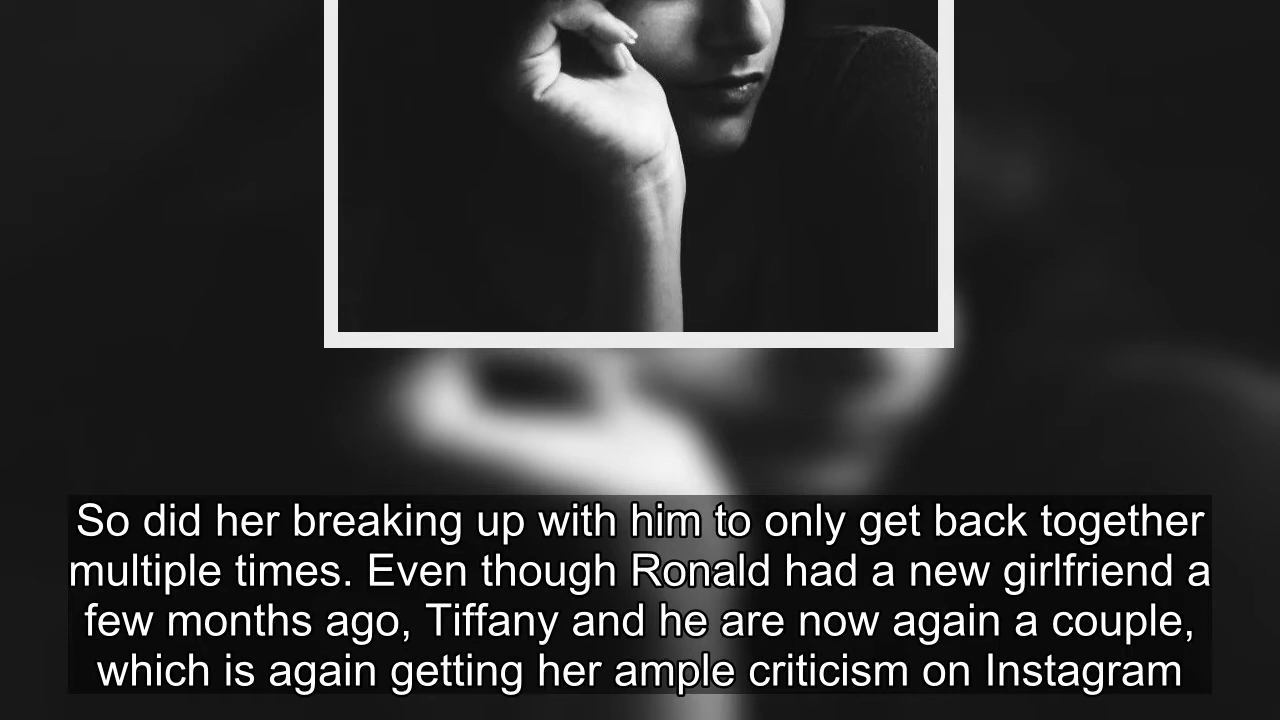 So did her breaking up with him to only get back together
multiple times. Even though Ronald had a new girlfriend a
few months ago, Tiffany and he are now again a couple,
which is again getting her ample criticism on Instagram